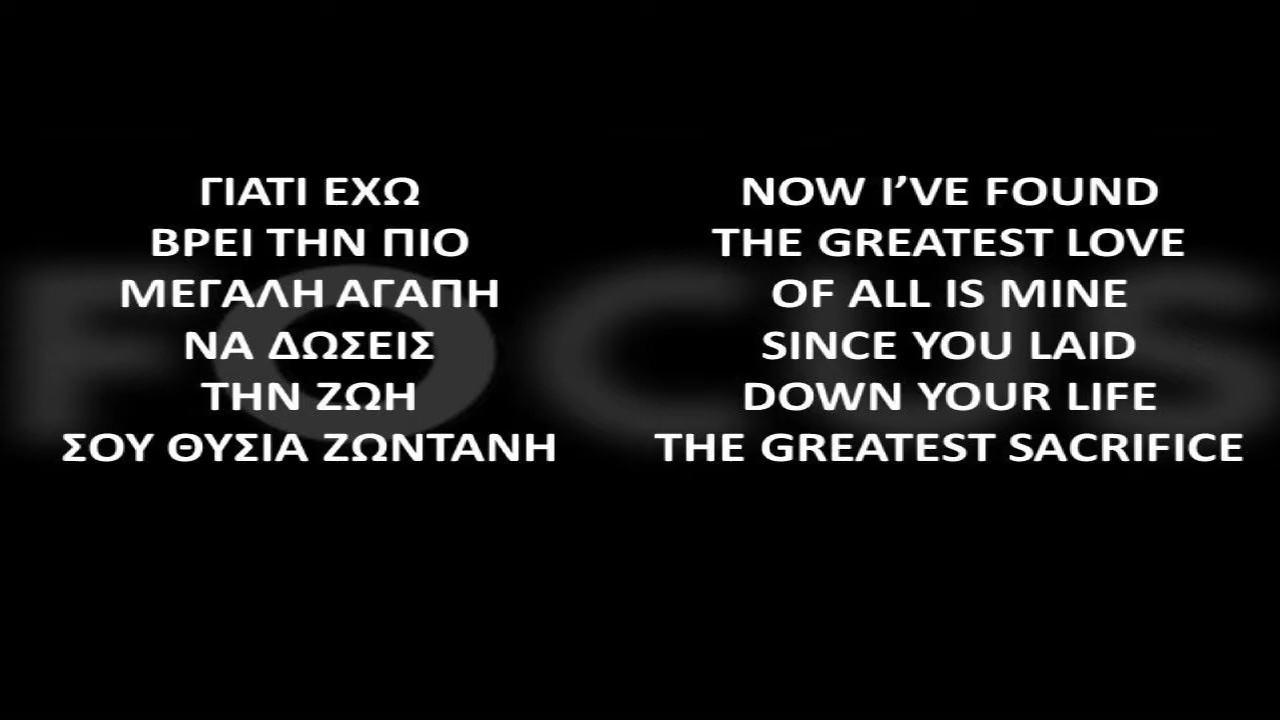 ΓΙΑΤΙ ΕΧΩ
ΒΡΕΙ ΤΗΝ ΠΙΟ
ΜΕΓΑΛΗ ΑΓΑΠΗ
ΝΑ ΔΩΣΕΙΣ
ΤΗΝ ΖΩΗ
ΣΟΥ ΘΥΣΙΑ ΖΩΝΤΑΝΗ
NOW I’VE FOUND
THE GREATEST LOVE
OF ALL IS MINE
SINCE YOU LAID
DOWN YOUR LIFE
THE GREATEST SACRIFICE
FOCUS